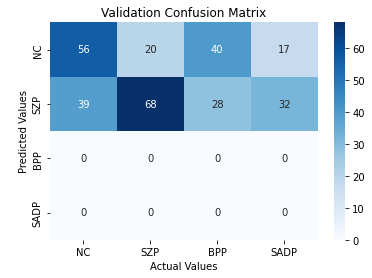 Validation Confusion Matrix
NC 56 20 40 17
SZP 39 68 28 32
BPP 0 0 0 0
SADP 0 0 0 0
NC SZP BPP SADP
Actual Values
Predicted Values
60
50
40
30
20
10
0